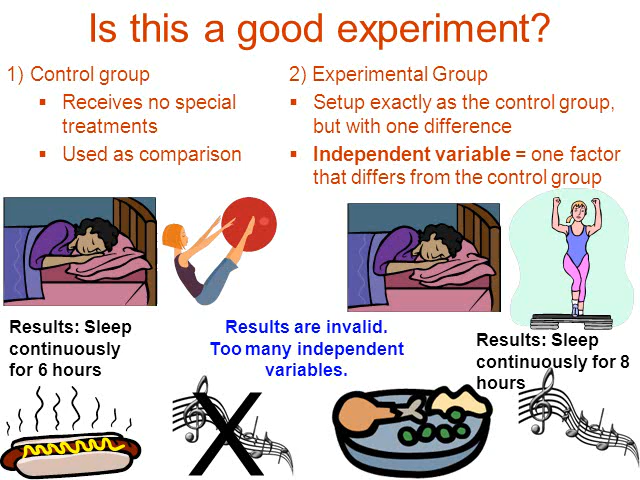 Is this a good experiment?
1) Control group
▪ Receives no special
treatments
▪ Used as comparison
2) Experimental Group
▪ Setup exactly as the control group,
but with one difference
▪ Independent variable = one factor
that differs from the control group
Results: Sleep
continuously
for 6 hours
Results are invalid.
Too many independent
variables.
Results: Sleep
continuously for 8
hours
X